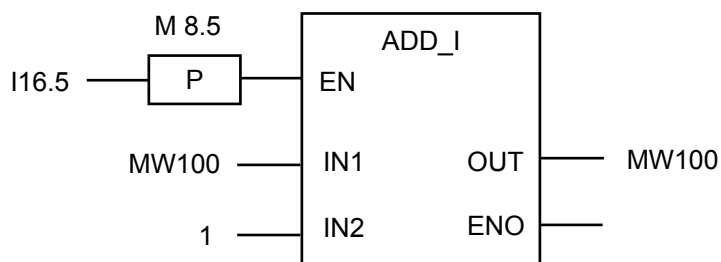 M 8.5
ADD_I
I16.5 P EN
MW100 IN1 OUT MW100
1 IN2 ENO